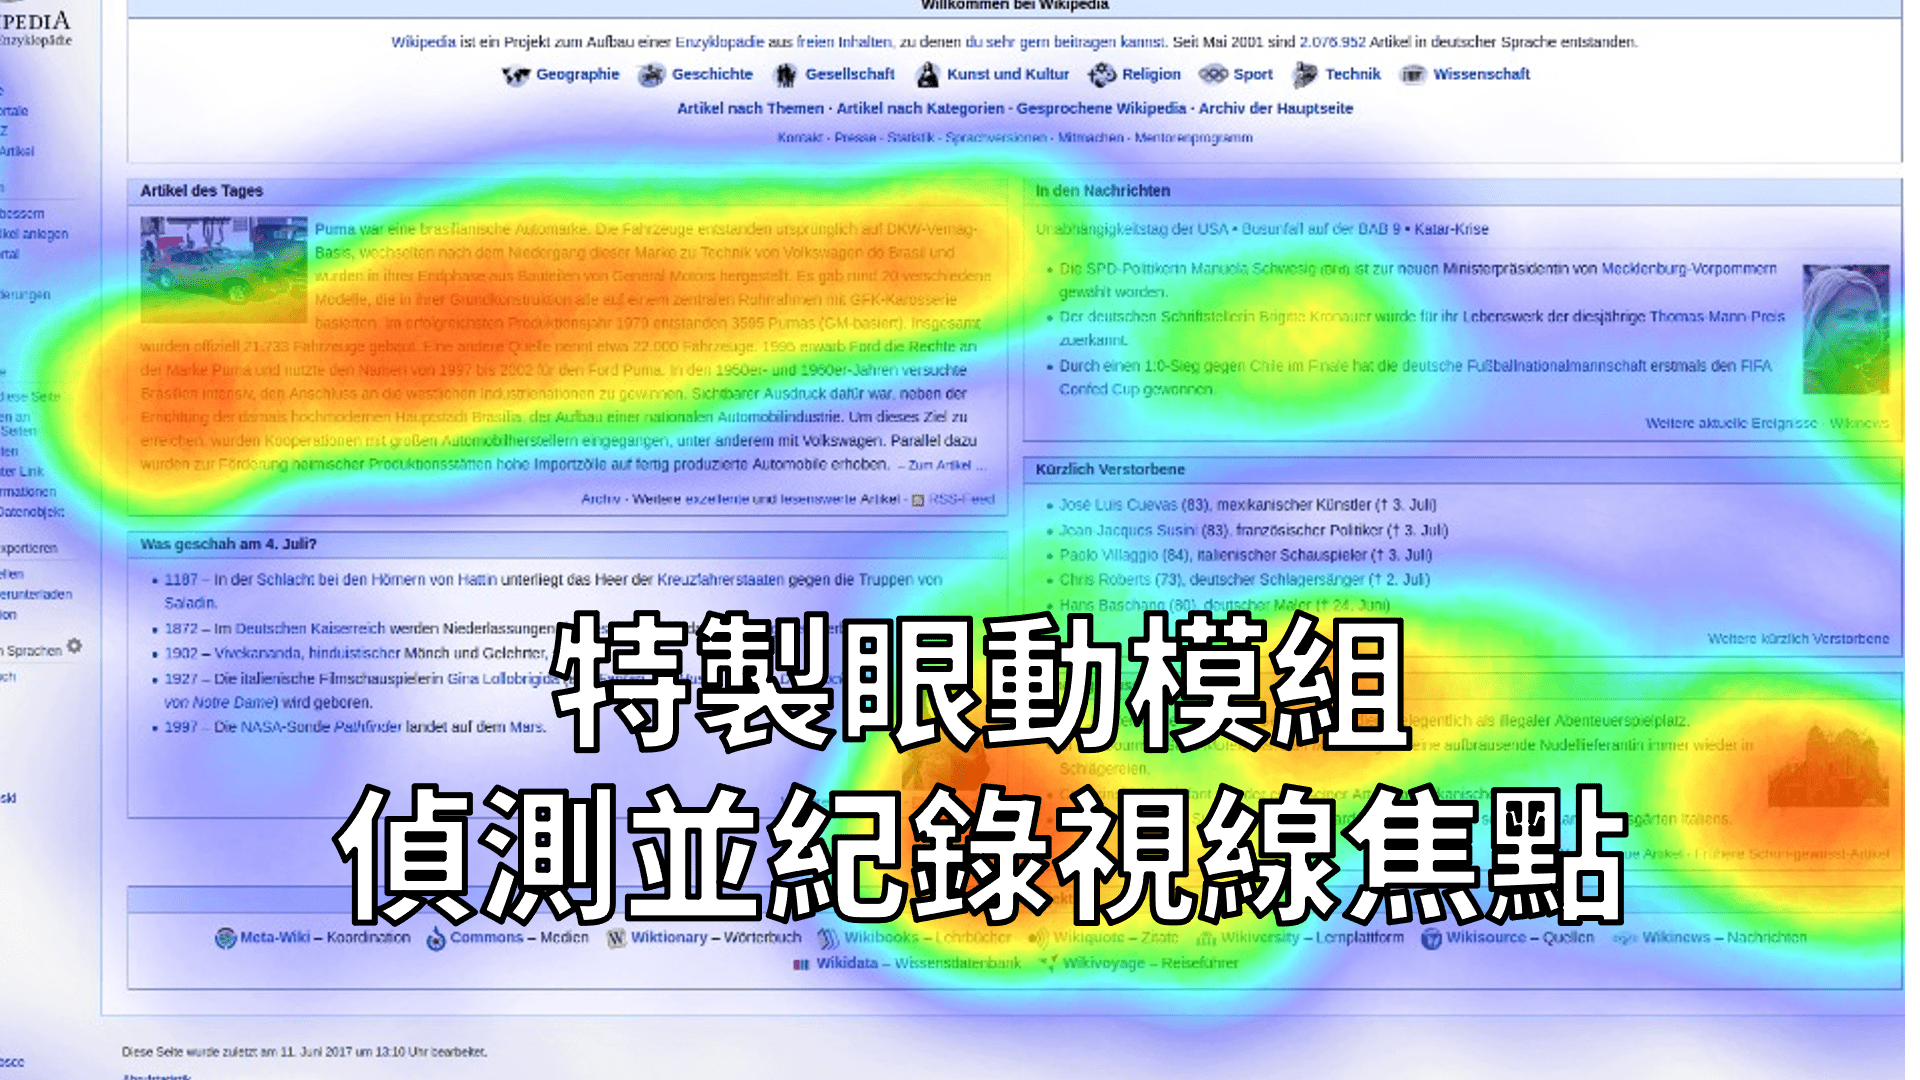 IPEDIA
Enzyklopädie
Willkommen bei Wikipedia
Wikipedia ist ein Projekt zum Aufbau einer Enzyklopädie aus freien Inhalten, zu denen du sehr gern beitragen kannst. Seit Mai 2001 sind 2.076.952 Artikel in deutscher Sprache entstanden.
Geographie Geschichte Gesellschaft Kunst und Kultur Religion Sport Technik Wissenschaft
Artikel nach Themen · Artikel nach Kategorien · Gesprochene Wikipedia · Archiv der Hauptseite
Kontakt · Presse · Statistik · Sprachversionen · Mitmachen · Mentorenprogramm
Artikel des Tages
Puma war eine brasilianische Automarke. Die Fahrzeuge entstanden ursprünglich auf DKW-Vemag-
Basis, wechselten nach dem Niedergang dieser Marke zu Technik von Volkswagen do Brasil und
wurden in ihrer Endphase aus Bauteilen von General Motors hergestellt. Es gab rund 20 verschiedene
Modelle, die in ihrer Grundkonstruktion alle auf einem zentralen Rohrrahmen mit GFK-Karosserie
basierten. Im erfolgreichsten Produktionsjahr 1979 entstanden 3595 Pumas (GM-basiert). Insgesamt
wurden offiziell 21.733 Fahrzeuge gebaut. Eine andere Quelle nennt etwa 22.000 Fahrzeuge. 1995 erwarb Ford die Rechte an
der Marke Puma und nutzte den Namen von 1997 bis 2002 für den Ford Puma. In den 1950er- und 1960er-Jahren versuchte
Brasilien intensiv, den Anschluss an die westlichen Industrienationen zu gewinnen. Sichtbarer Ausdruck dafür war, neben der
Errichtung der damals hochmodernen Hauptstadt Brasília, der Aufbau einer nationalen Automobilindustrie. Um dieses Ziel zu
erreichen, wurden Kooperationen mit großen Automobilherstellern eingegangen, unter anderem mit Volkswagen. Parallel dazu
wurden zur Förderung heimischer Produktionsstätten hohe Importzölle auf fertig produzierte Automobile erhoben. – Zum Artikel ...
Archiv · Weitere exzellente und lesenswerte Artikel · RSS-Feed
Was geschah am 4. Juli?
1187 – In der Schlacht bei den Hörnern von Hattin unterliegt das Heer der Kreuzfahrerstaaten gegen die Truppen von
Saladin.
1872 – Im Deutschen Kaiserreich werden Niederlassungen
1902 – Vivekananda, hinduistischer Mönch und Gelehrter,
1927 – Die italienische Filmschauspielerin Gina Lollobrigida
von Notre Dame) wird geboren.
1997 – Die NASA-Sonde Pathfinder landet auf dem Mars.
In den Nachrichten
Unabhängigkeitstag der USA • Busunfall auf der BAB 9 • Katar-Krise
Die SPD-Politikerin Manuela Schwesig (Bild) ist zur neuen Ministerpräsidentin von Mecklenburg-Vorpommern
gewählt worden.
Der deutschen Schriftstellerin Brigitte Kronauer wurde für ihr Lebenswerk der diesjährige Thomas-Mann-Preis
zuerkannt.
Durch einen 1:0-Sieg gegen Chile im Finale hat die deutsche Fußballnationalmannschaft erstmals den FIFA
Confed Cup gewonnen.
Weitere aktuelle Ereignisse · Wikinews
Kürzlich Verstorbene
José Luis Cuevas (83), mexikanischer Künstler († 3. Juli)
Jean Jacques Susini (83), französischer Politiker († 3. Juli)
Paolo Villaggio (84), italienischer Schauspieler († 3. Juli)
Chris Roberts (73), deutscher Schlagersänger († 2. Juli)
Hans Baschang (80), deutscher Maler († 24. Juni)
Weitere kürzlich Verstorbene
als illegaler Abenteuerspielplatz.
eine aufbrausende Nudellieferantin immer wieder in
Schlägereien.
特製眼動模組
偵測並紀錄視線焦點
Meta-Wiki – Koordination Commons – Medien Wiktionary – Wörterbuch Wikibooks – Lehrbücher Wikiquote – Zitate Wikiversity – Lernplattform Wikisource – Quellen Wikinews – Nachrichten
Wikidata – Wissensdatenbank Wikivoyage – Reiseführer
Diese Seite wurde zuletzt am 11. Juni 2017 um 13:10 Uhr bearbeitet.